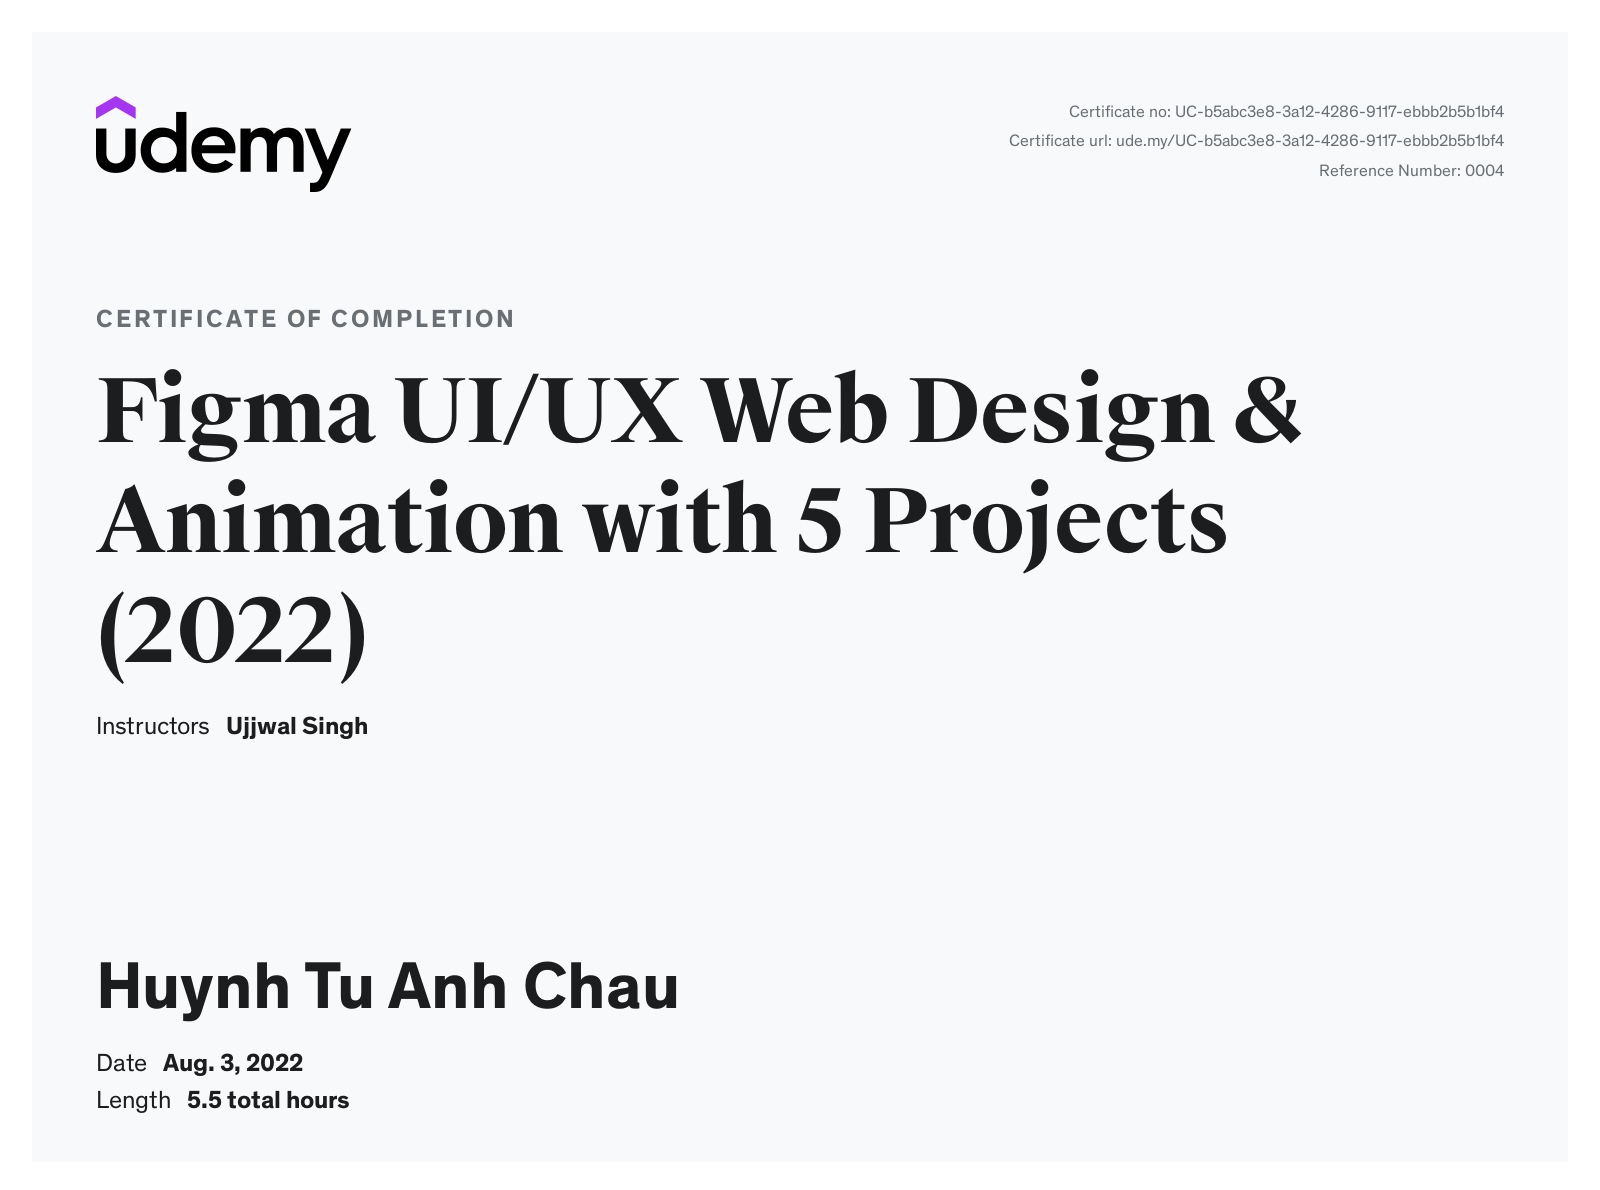 udemy
Certificate no: UC-b5abc3e8-3a12-4286-9117-ebbb2b5b1bf4
Certificate url: ude.my/UC-b5abc3e8-3a12-4286-9117-ebbb2b5b1bf4
Reference Number: 0004
CERTIFICATE OF COMPLETION
Figma UI/UX Web Design &
Animation with 5 Projects
(2022)
Instructors Ujjwal Singh
Huynh Tu Anh Chau
Date Aug. 3, 2022
Length 5.5 total hours